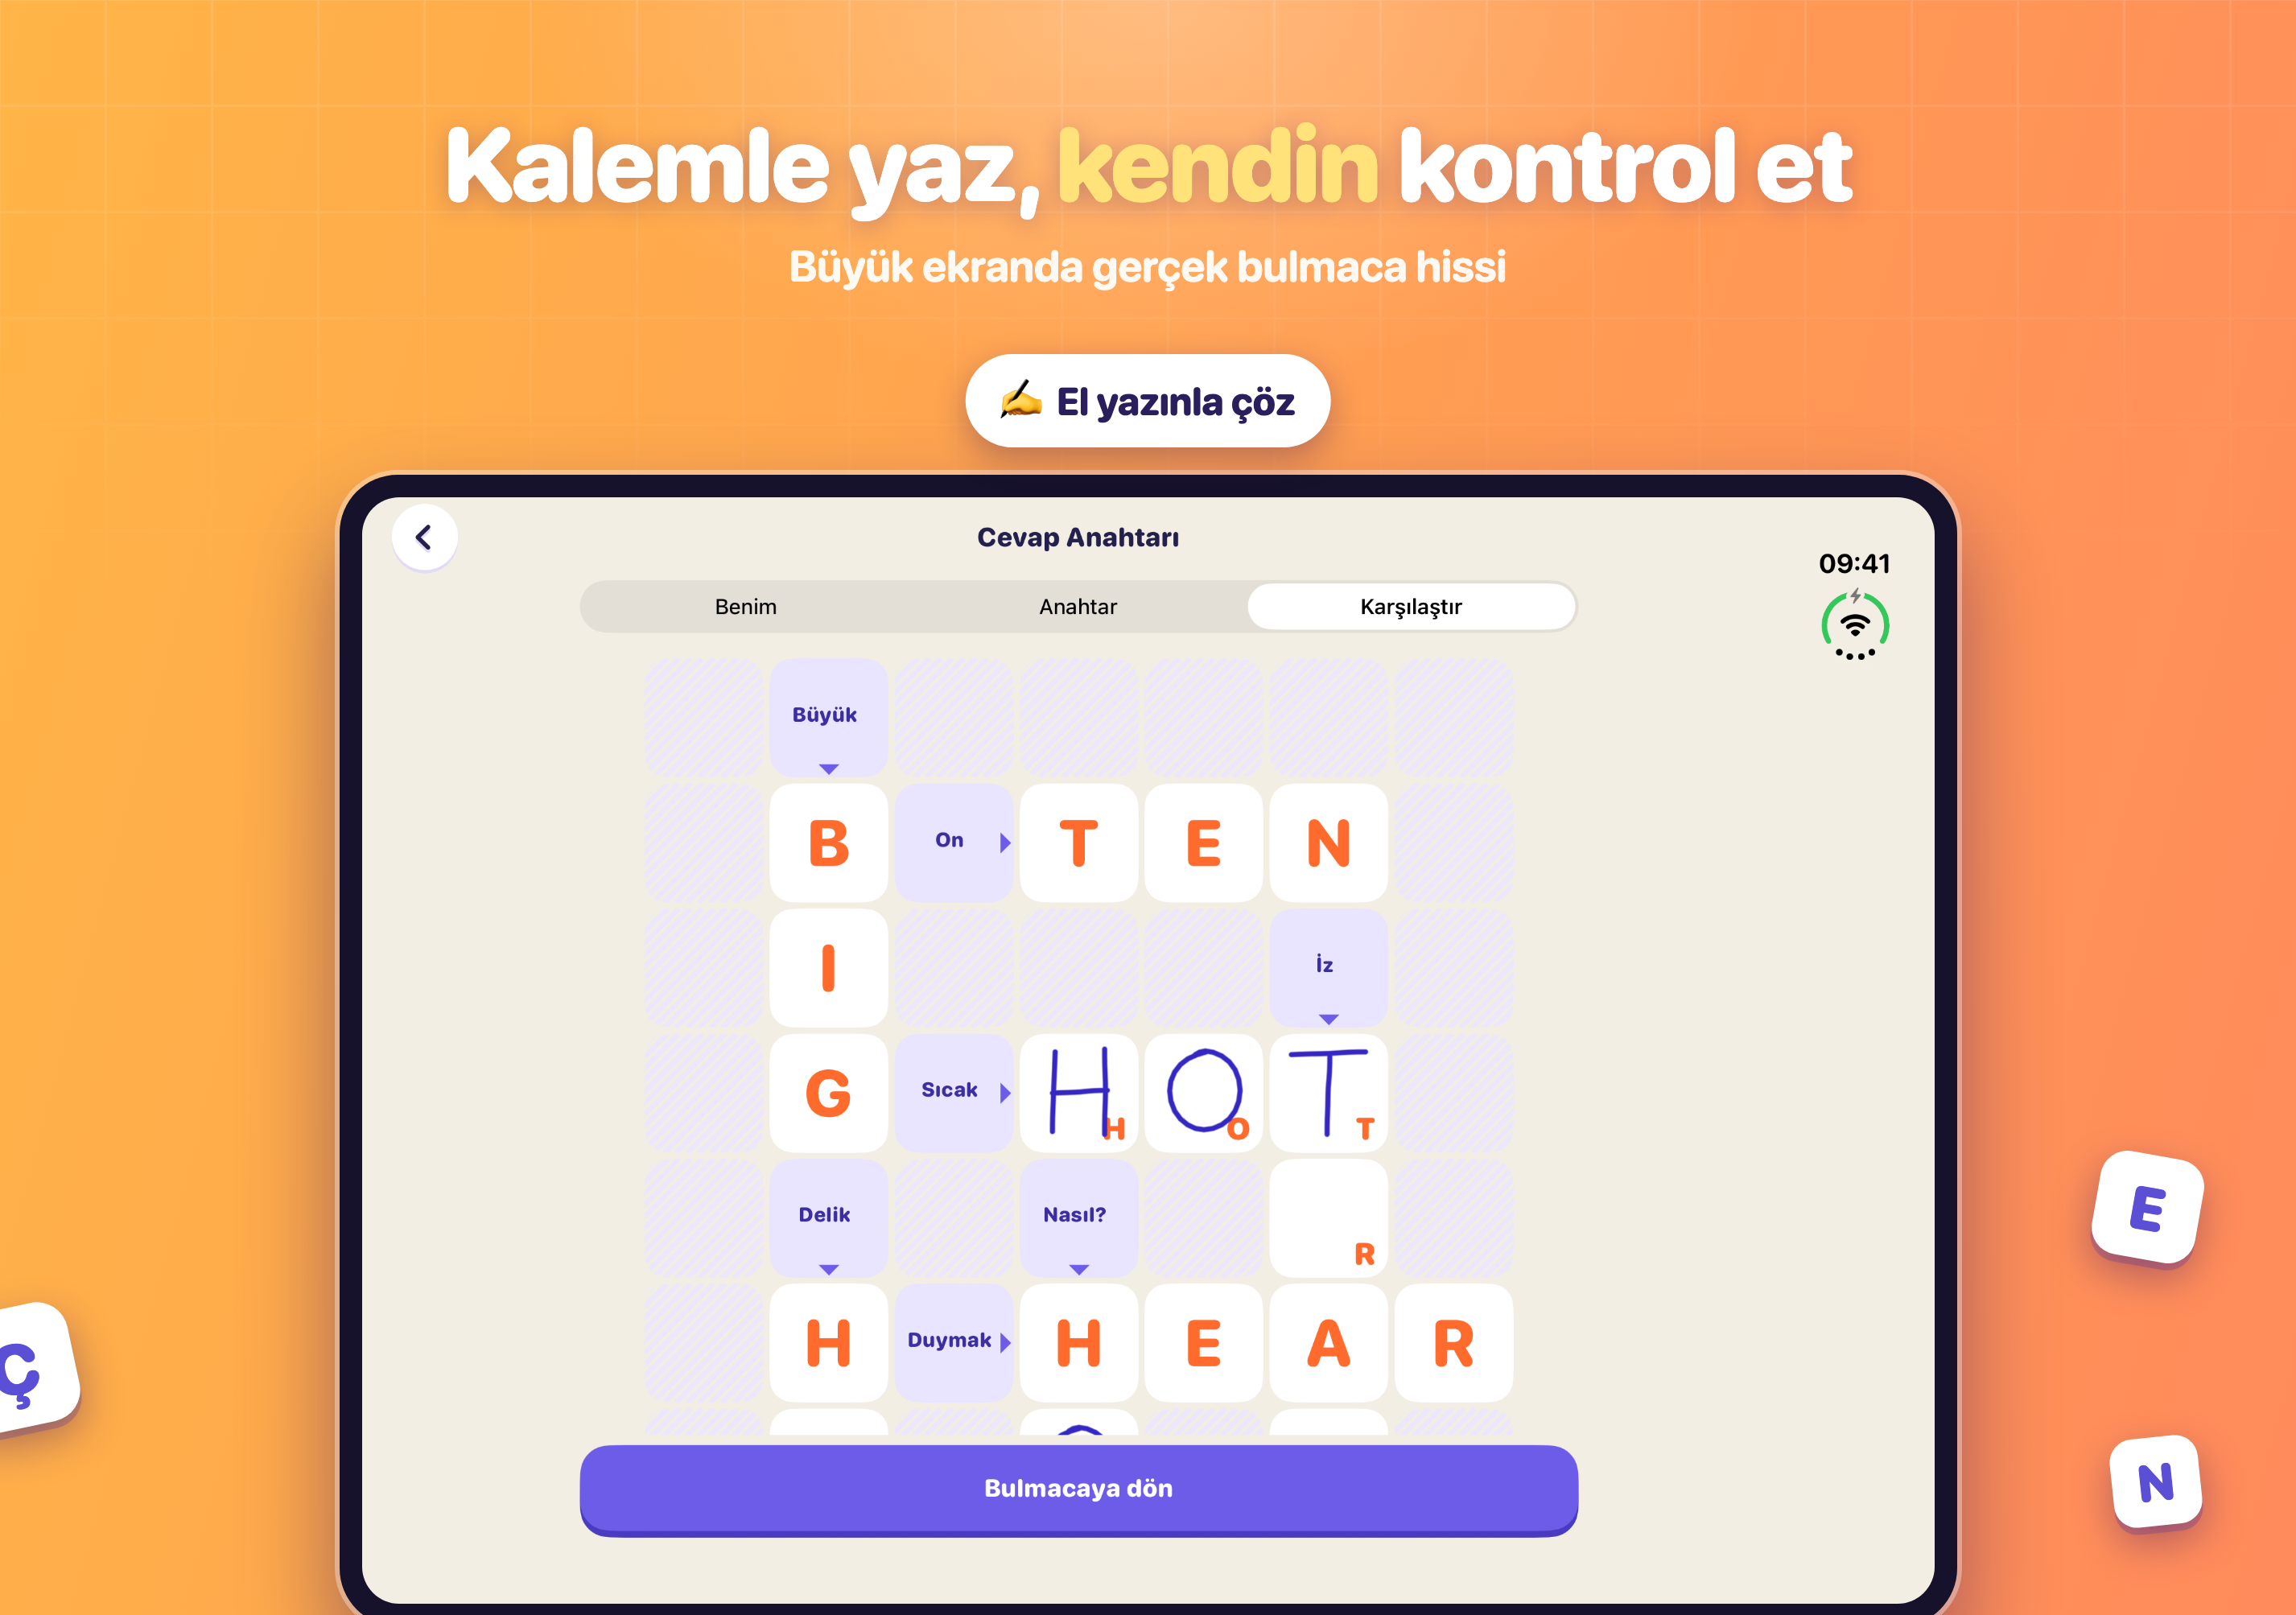 Kalemle yaz, kendin kontrol et
Büyük ekranda gerçek bulmaca hissi
✍️ El yazınla çöz
Cevap Anahtarı
09:41
Benim Anahtar Karşılaştır
Büyük
B On T E N
I İz
G Sıcak H H O O T T
Delik Nasıl? R
H Duymak H E A R
Bulmacaya dön
E
Ç
N